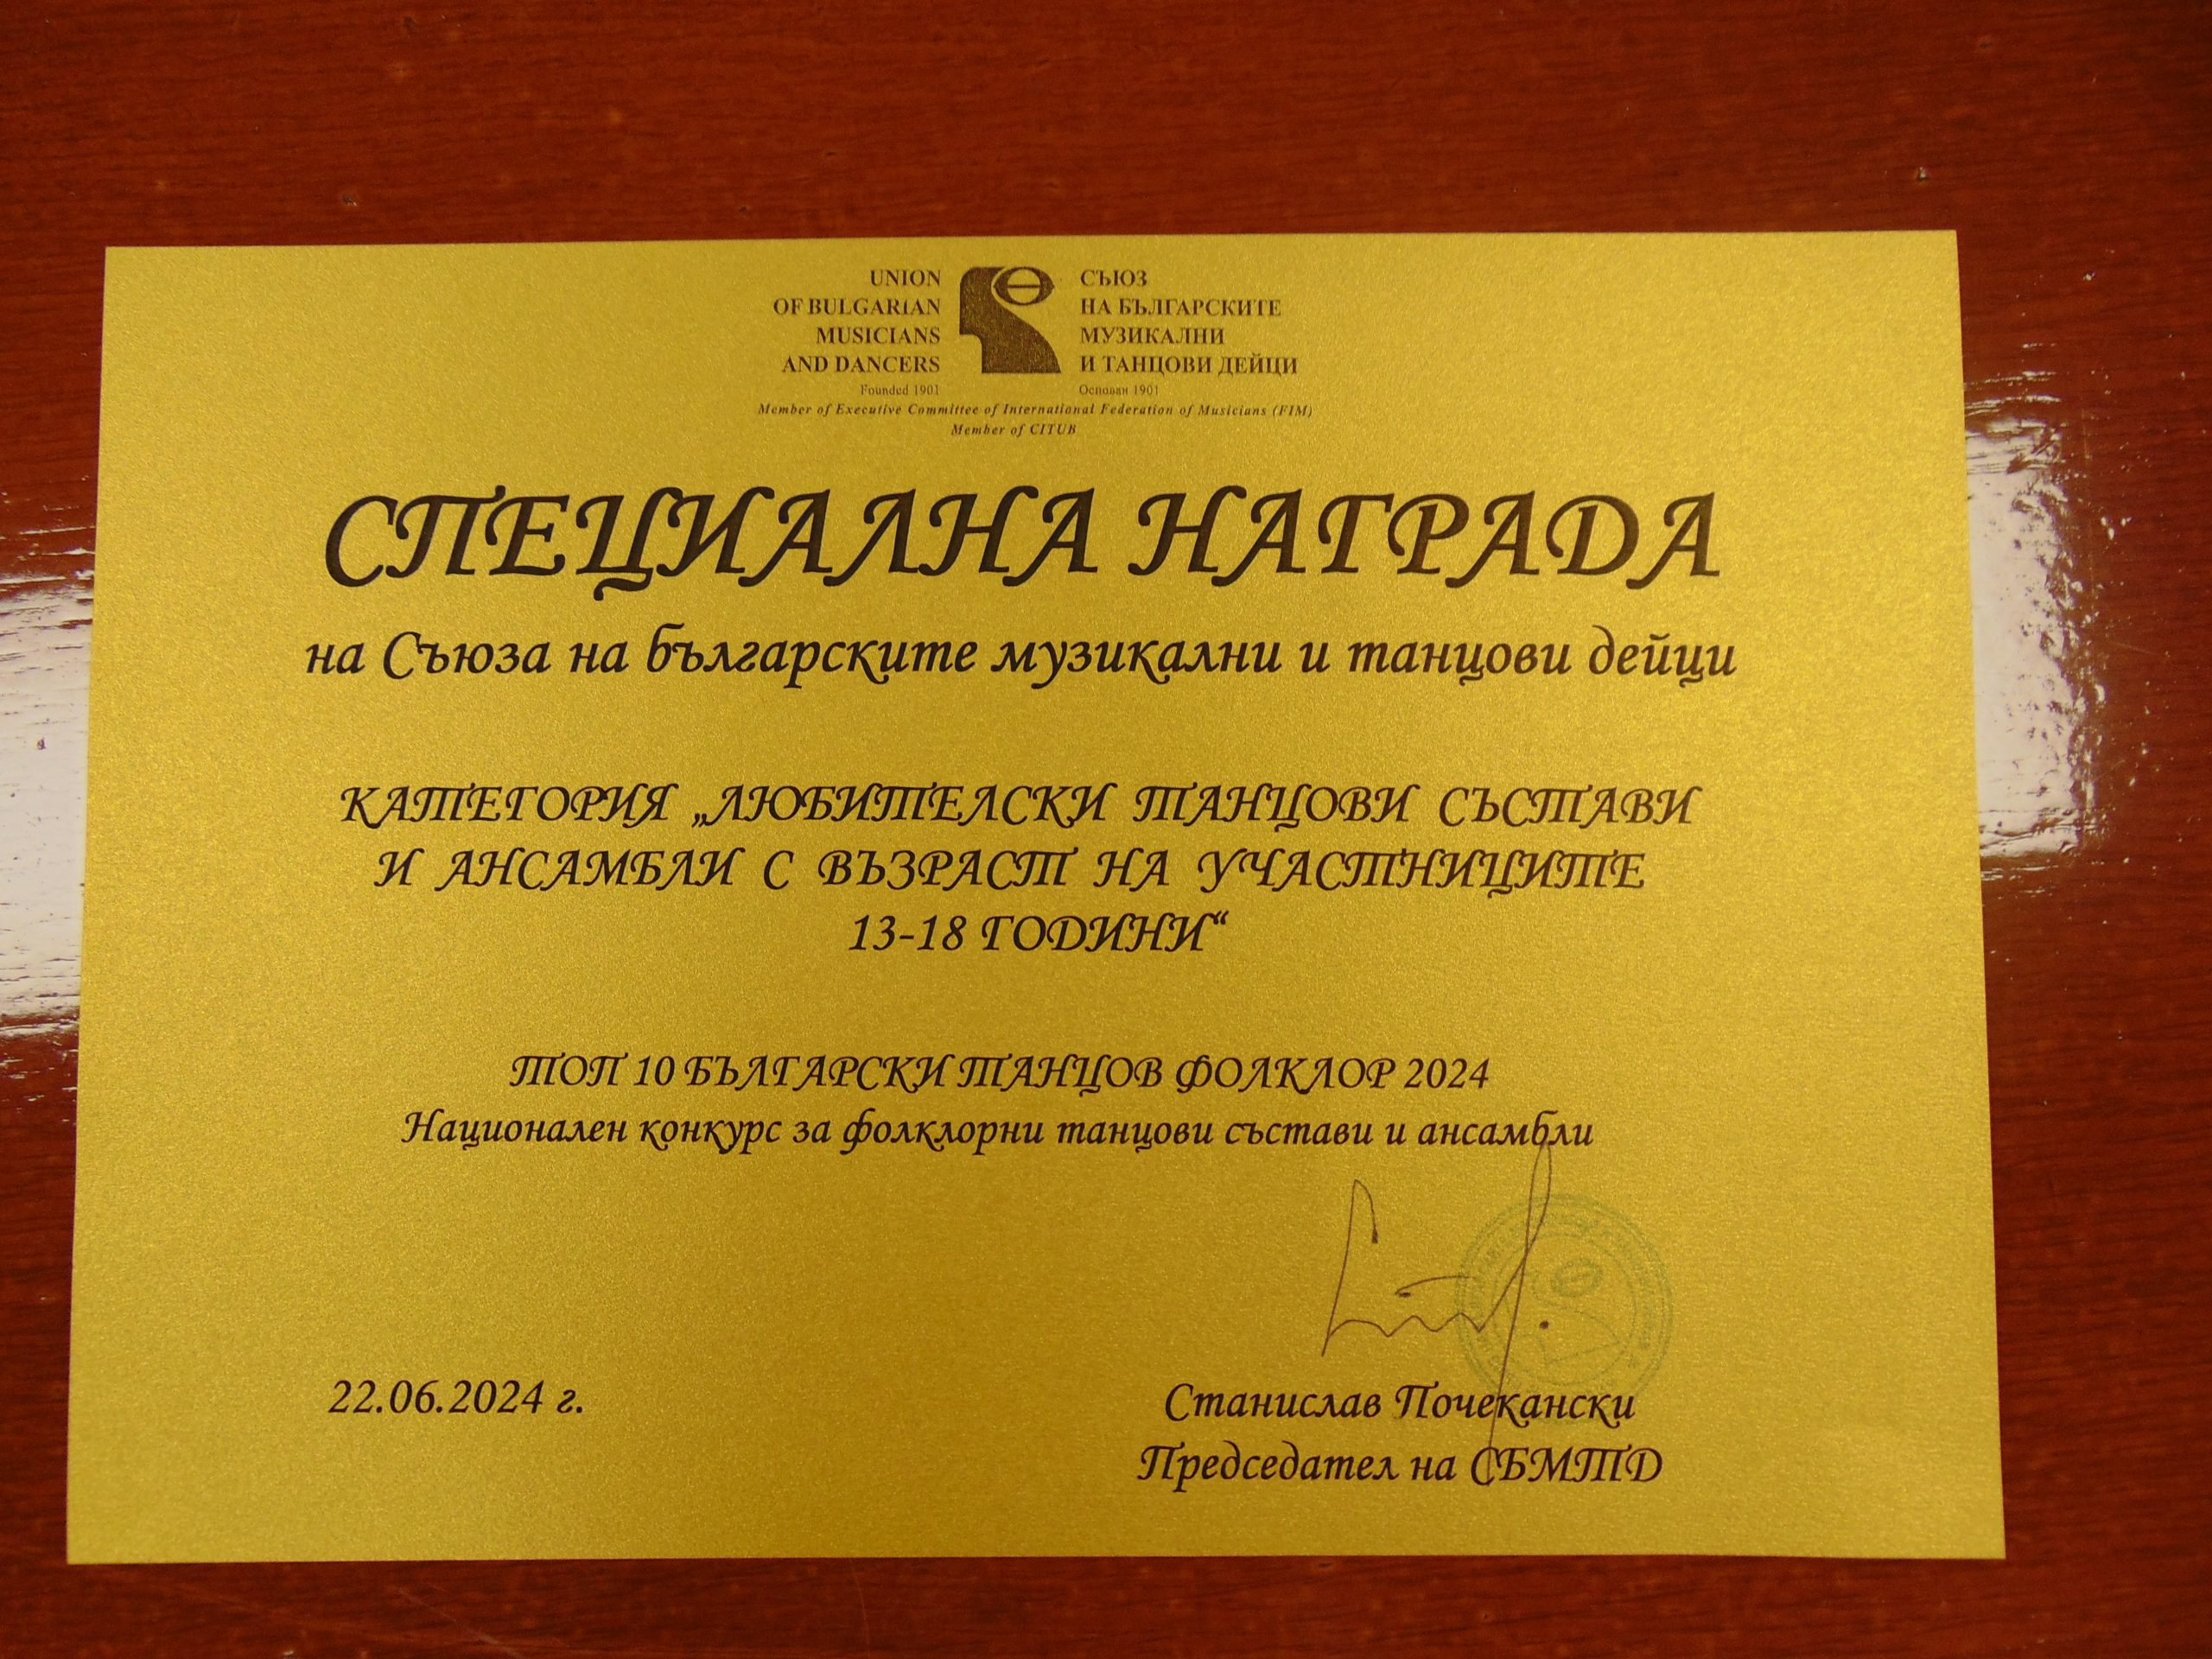 UNION
OF BULGARIAN
MUSICIANS
AND DANCERS
Founded 1901
СЪЮЗ
НА БЪЛГАРСКИТЕ
МУЗИКАЛНИ
И ТАНЦОВИ ДЕЙЦИ
Основан 1901
Member of Executive Committee of International Federation of Musicians (FIM)
Member of CITUB
СПЕЦИАЛНА НАГРАДА
на Съюза на българските музикални и танцови дейци
КАТЕГОРИЯ „ЛЮБИТЕЛСКИ ТАНЦОВИ СЪСТАВИ
И АНСАМБЛИ С ВЪЗРАСТ НА УЧАСТНИЦИТЕ
13-18 ГОДИНИ“
ТОП 10 БЪЛГАРСКИ ТАНЦОВ ФОЛКЛОР 2024
Национален конкурс за фолклорни танцови състави и ансамбли
22.06.2024 г.
Станислав Почекански
Председател на СБМТД